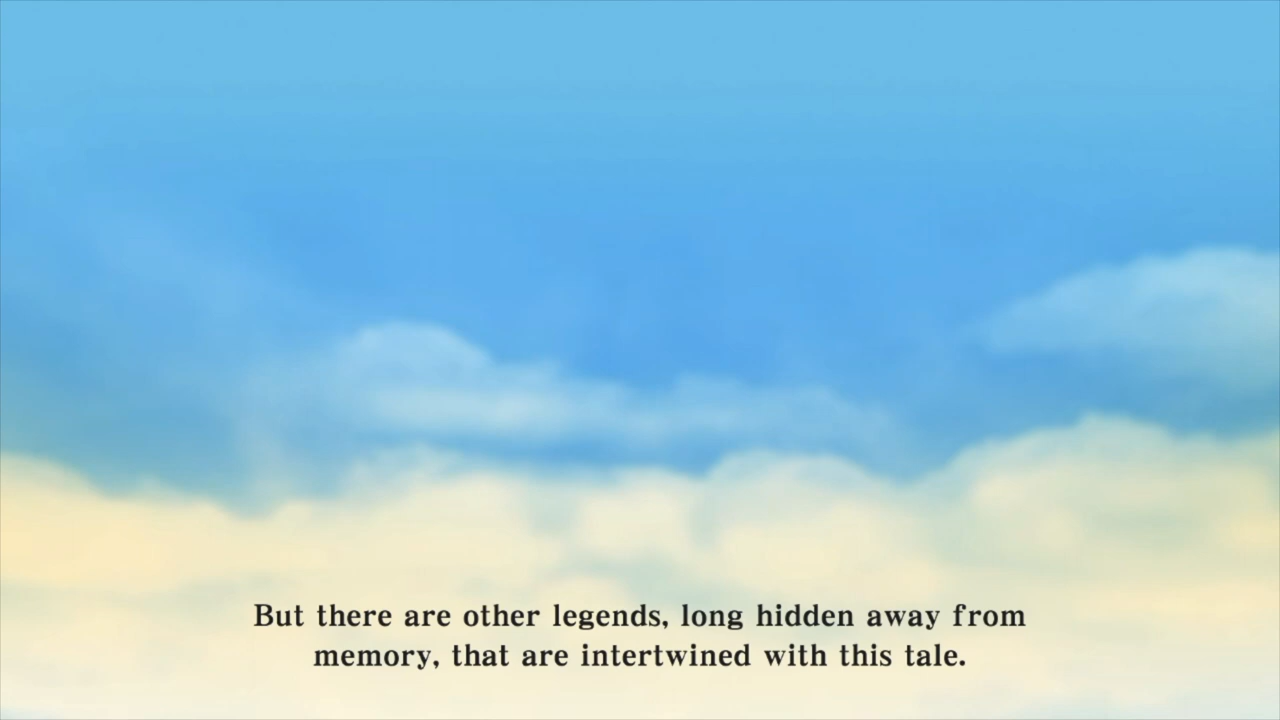 But there are other legends, long hidden away from
memory, that are intertwined with this tale.